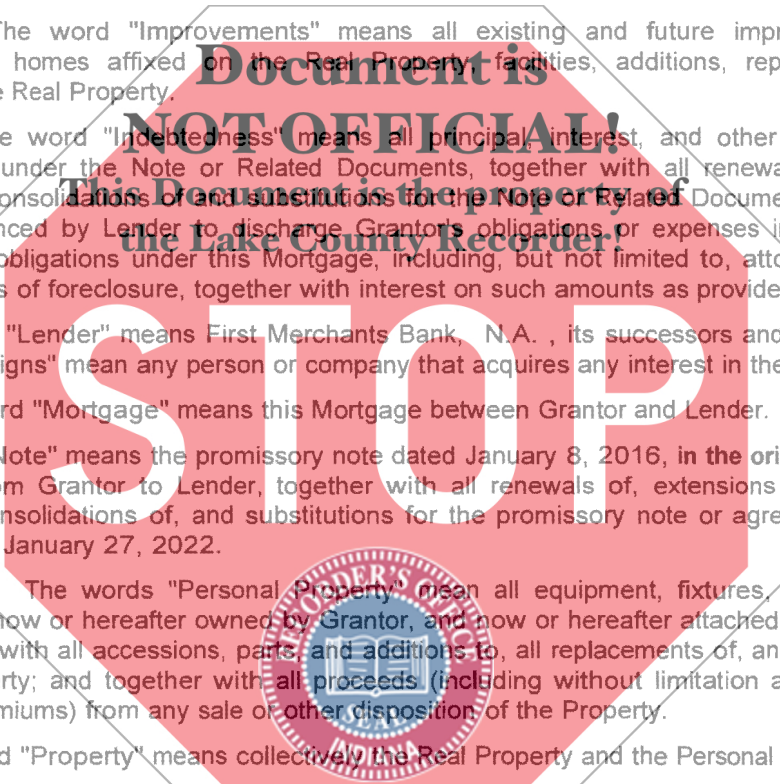 The word "Improvements" means all existing and future impr
homes affixed on the Real Property, facilities, additions, rep
e Real Property.
e word "Indebtedness" means all principal, interest, and other
under the Note or Related Documents, together with all renewa
onsolidations of and substitutions for the Note or Related Docume
nced by Lender to discharge Grantor's obligations or expenses i
obligations under this Mortgage, including, but not limited to, atto
s of foreclosure, together with interest on such amounts as provide
"Lender" means First Merchants Bank, N.A. , its successors and
igns" mean any person or company that acquires any interest in the
rd "Mortgage" means this Mortgage between Grantor and Lender.
Note" means the promissory note dated January 8, 2016, in the ori
om Grantor to Lender, together with all renewals of, extensions
nsolidations of, and substitutions for the promissory note or agre
January 27, 2022.
The words "Personal Property" mean all equipment, fixtures,
now or hereafter owned by Grantor, and now or hereafter attached
with all accessions, parts, and additions to, all replacements of, an
rty; and together with all proceeds (including without limitation a
miums) from any sale or other disposition of the Property.
d "Property" means collectively the Real Property and the Personal
Document is
NOT OFFICIAL!
This Document is the property of
the Lake County Recorder!
STOP
RECORDER'S OFFICE
SEAL
INDIANA